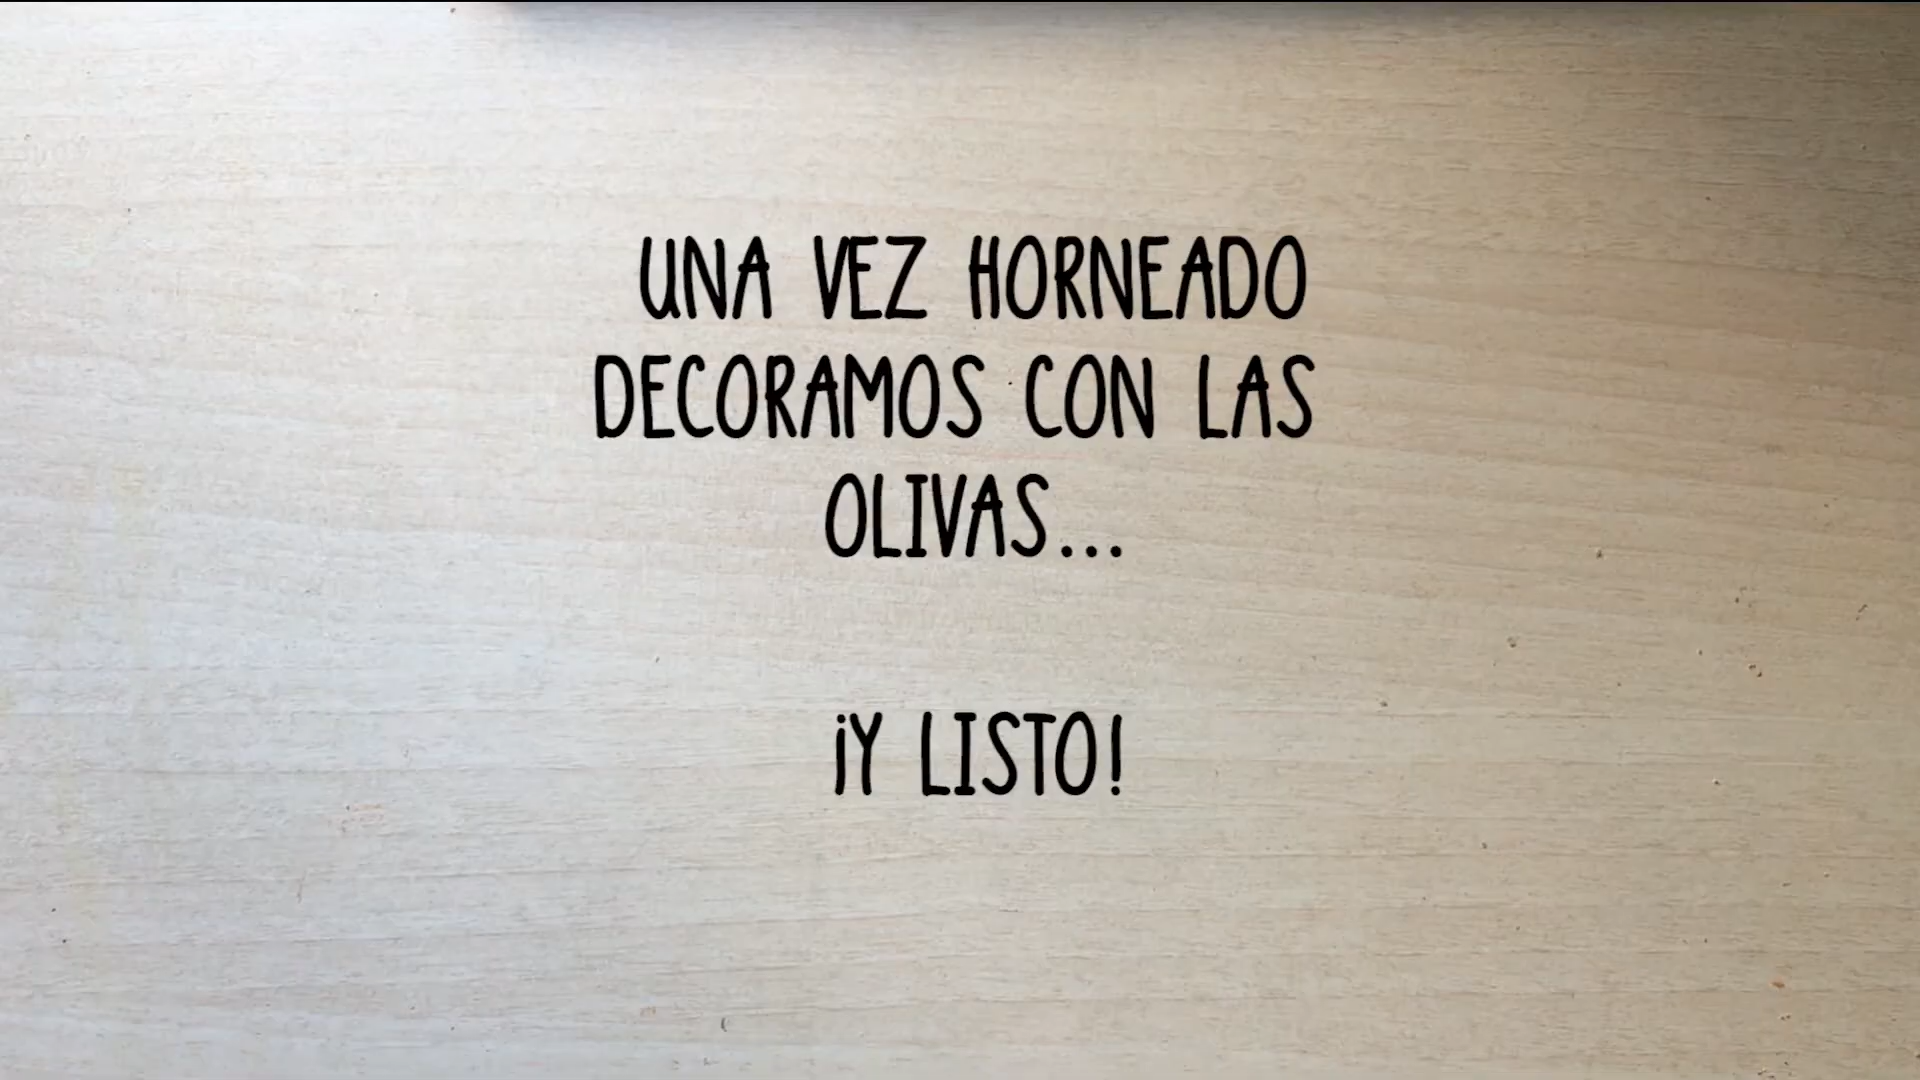 UNA VEZ HORNEADO
DECORAMOS CON LAS
OLIVAS...
¡Y LISTO!